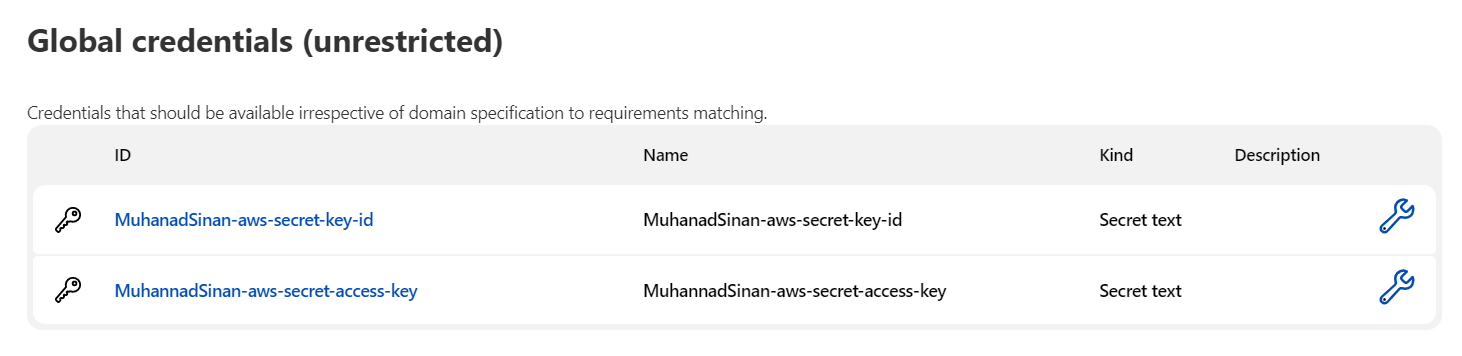 Global credentials (unrestricted)
Credentials that should be available irrespective of domain specification to requirements matching.
ID Name Kind Description
MuhanadSinan-aws-secret-key-id MuhanadSinan-aws-secret-key-id Secret text
MuhannadSinan-aws-secret-access-key MuhannadSinan-aws-secret-access-key Secret text